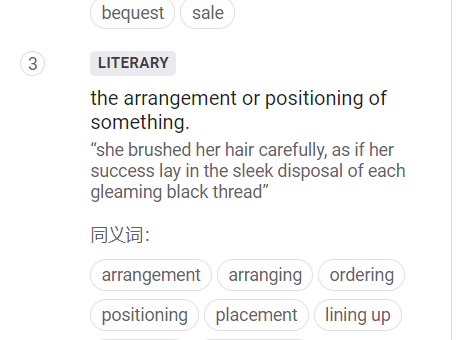 bequest sale
3 LITERARY
the arrangement or positioning of
something.
“she brushed her hair carefully, as if her
success lay in the sleek disposal of each
gleaming black thread”
同义词：
arrangement arranging ordering
positioning placement lining up